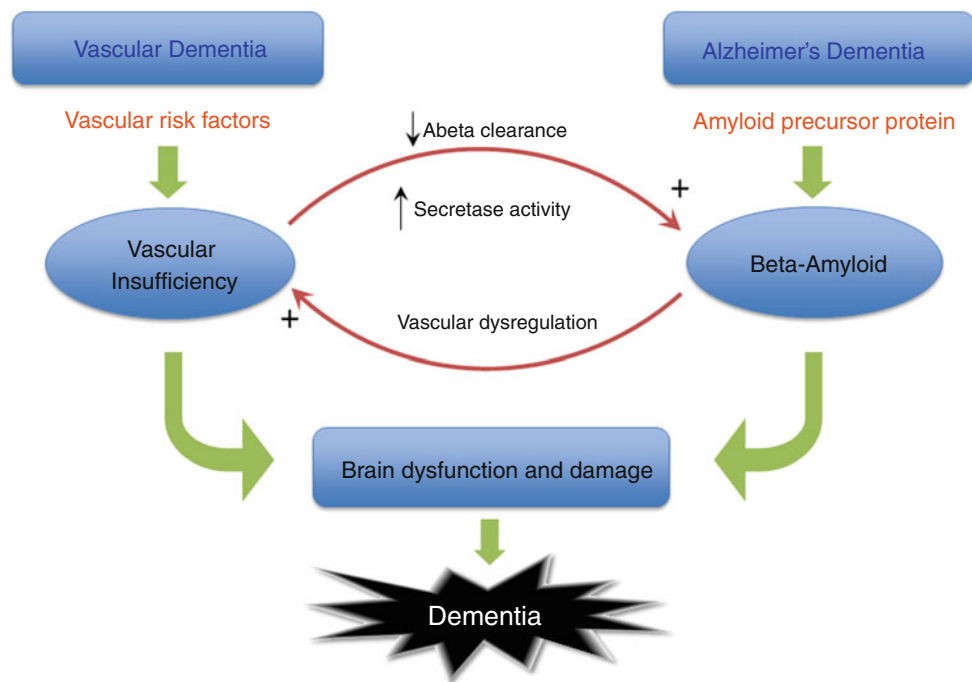 Vascular Dementia
Alzheimer's Dementia
Vascular risk factors
Amyloid precursor protein
↓ Abeta clearance
+
↑ Secretase activity
Vascular
Insufficiency
Beta-Amyloid
+
Vascular dysregulation
Brain dysfunction and damage
Dementia